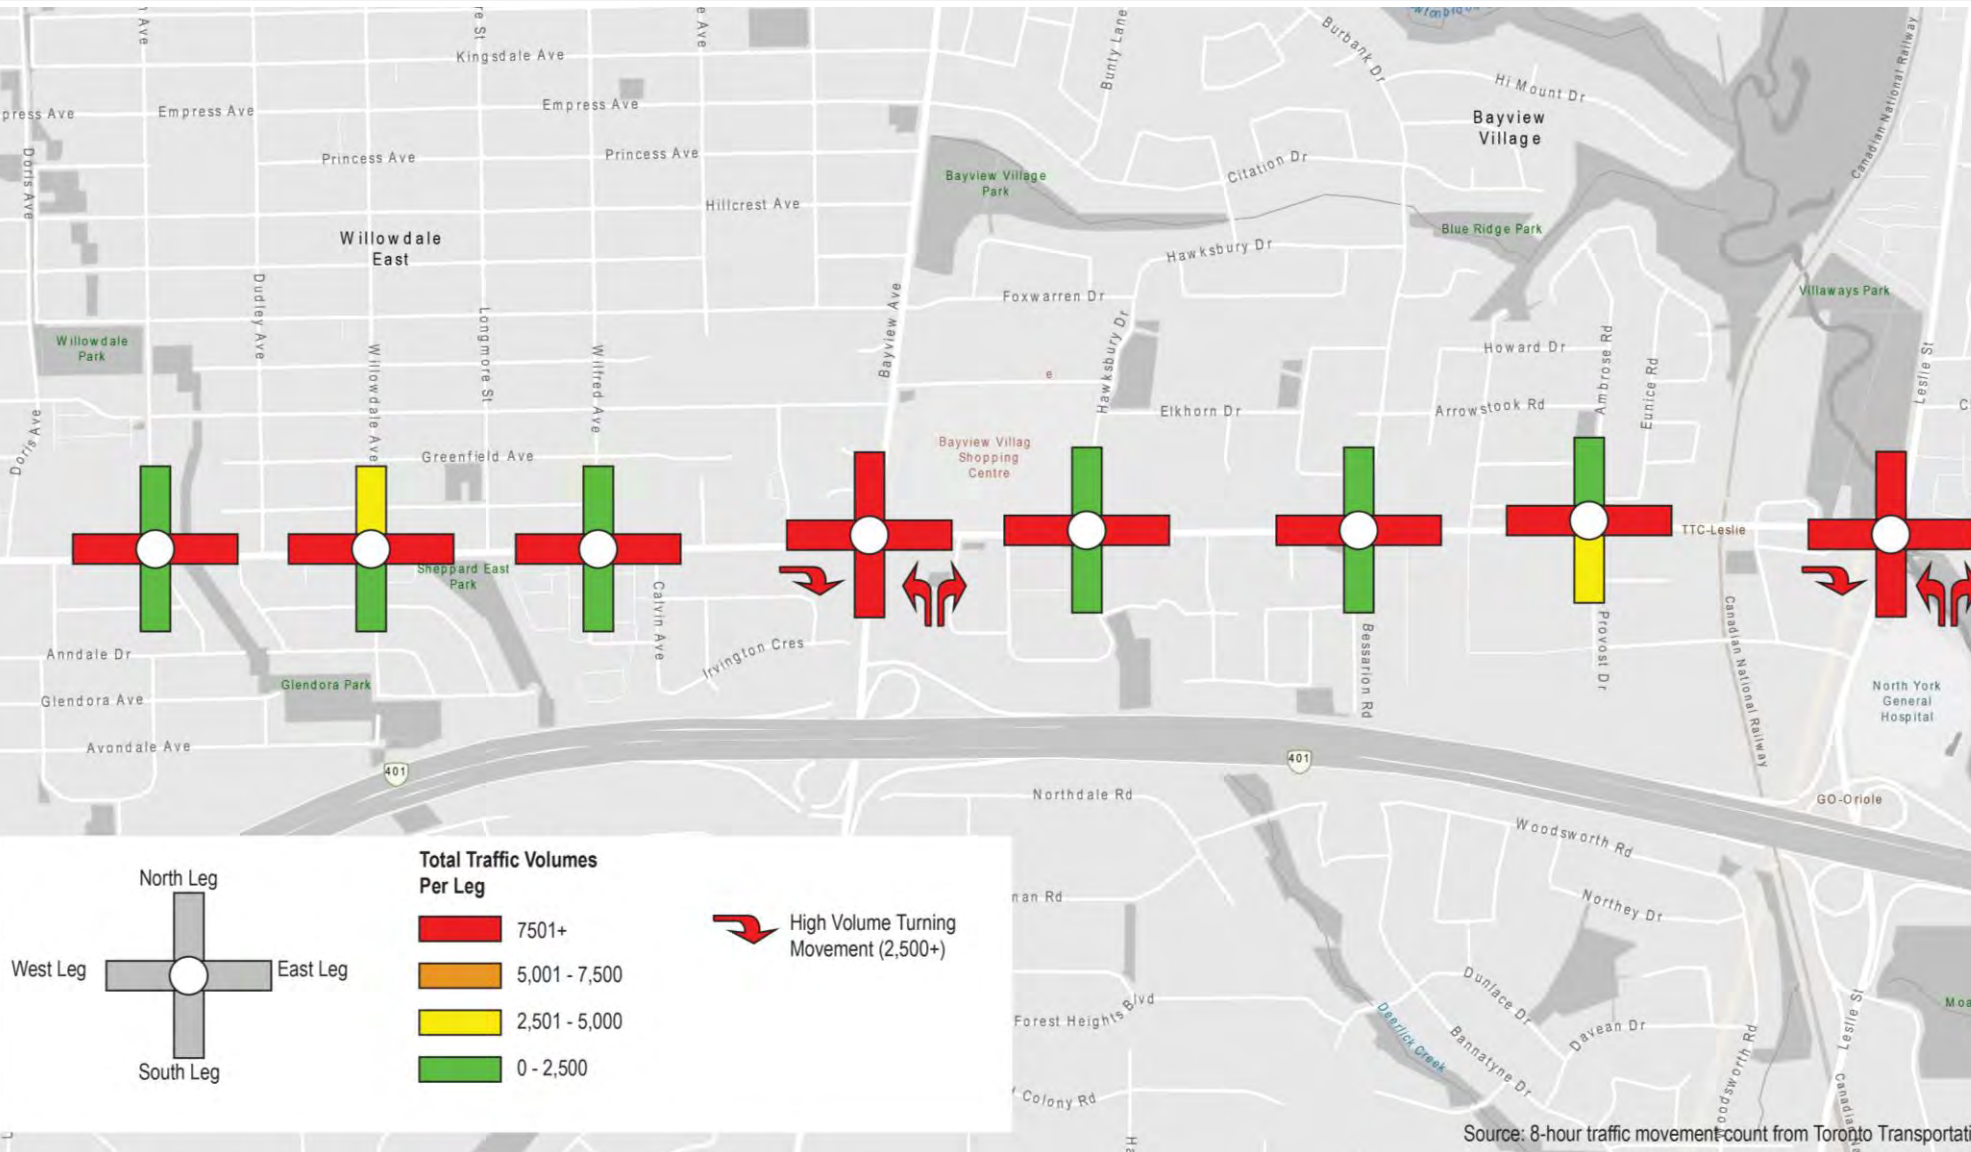 Kingsdale Ave
Burbank Dr
Bunty Lane
Hi Mount Dr
Canadian National Railway
Empress Ave
Empress Ave
Bayview
Village
Princess Ave
Princess Ave
Citation Dr
Doris Ave
Bayview Village
Park
Hillcrest Ave
Blue Ridge Park
Willowdale
East
Hawksbury Dr
Dudley Ave
Foxwarren Dr
Villaways Park
Bayview Ave
Longmore St
Willowdale
Park
Willowdale Ave
Wilfred Ave
Hawksbury Dr
Howard Dr
Ambrose Rd
Eunice Rd
Leslie St
e
Elkhorn Dr
Arrowstook Rd
Doris Ave
Greenfield Ave
Bayview Villag
Shopping
Centre
TTC-Leslie
Sheppard East
Park
Calvin Ave
Irvington Cres
Bessarion Rd
Provost Dr
Canadian National Railway
Anndale Dr
Glendora Park
Glendora Ave
North York
General
Hospital
Avondale Ave
401
401
Northdale Rd
GO-Oriole
Woodsworth Rd
Northey Dr
Dunlace Dr
Forest Heights Blvd
Deerlick Creek
Bannatyne Dr
Davean Dr
Leslie St
Colony Rd
North Leg
West Leg
East Leg
South Leg
Total Traffic Volumes
Per Leg
7501+
5,001 - 7,500
2,501 - 5,000
0 - 2,500
High Volume Turning
Movement (2,500+)
Source: 8-hour traffic movement count from Toronto Transportati